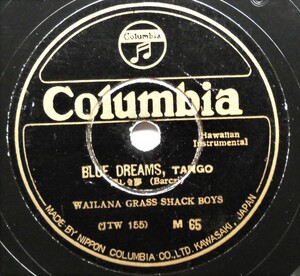 Columbia
Columbia
Hawaiian
Instrumental
BLUE DREAMS, TANGO
(Barczi)
WAILANA GRASS SHACK BOYS
(JTW 155) M 65
MADE BY NIPPON COLUMBIA CO., LTD. KAWASAKI, JAPAN